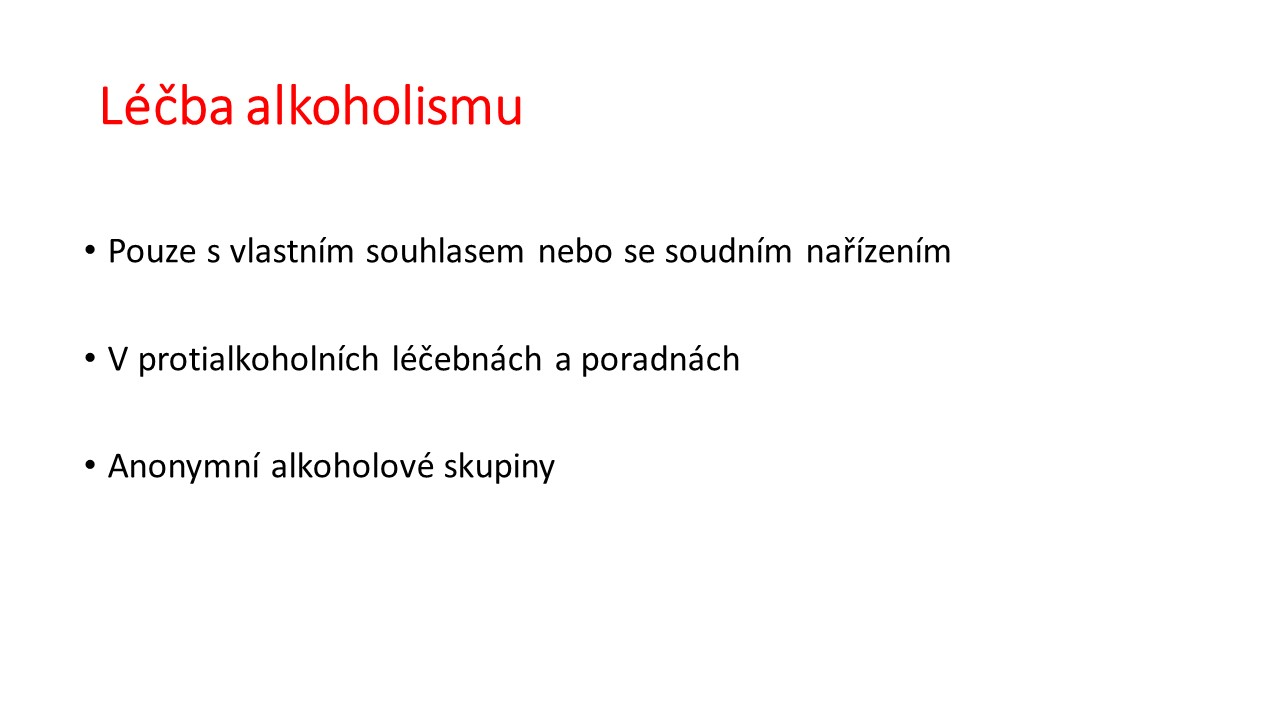 Léčba alkoholismu
• Pouze s vlastním souhlasem nebo se soudním nařízením
• V protialkoholních léčebnách a poradnách
• Anonymní alkoholové skupiny